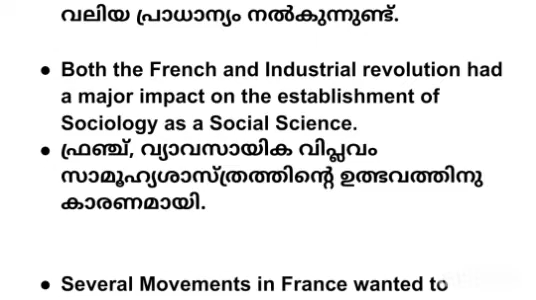 വലിയ പ്രാധാന്യം നൽകുന്നുണ്ട്.
● Both the French and Industrial revolution had
a major impact on the establishment of
Sociology as a Social Science.
● ഫ്രഞ്ച്, വ്യാവസായിക വിപ്ലവം
സാമൂഹ്യശാസ്ത്രത്തിന്റെ ഉത്ഭവത്തിനു
കാരണമായി.
● Several Movements in France wanted to